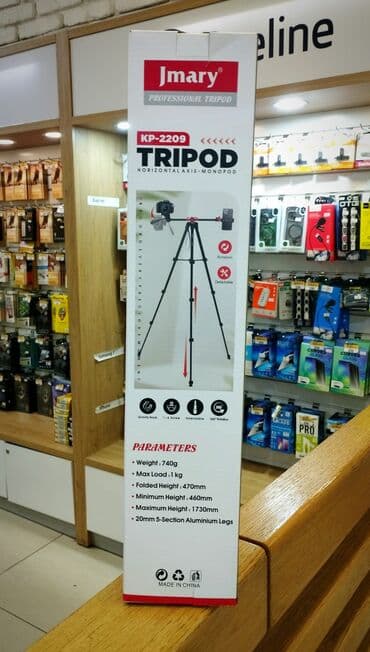 eline
Jmary®
PROFESSIONAL TRIPOD
KP-2209
TRIPOD
HORIZONTAL AXIS-MONOPOD
PARAMETERS
· Weight: 740g
· Max Load: 1 kg
· Folded Height: 470mm
· Minimum Height: 460mm
· Maximum Height: 1730mm
· 20mm 5-Section Aluminium Legs
MADE IN CHINA